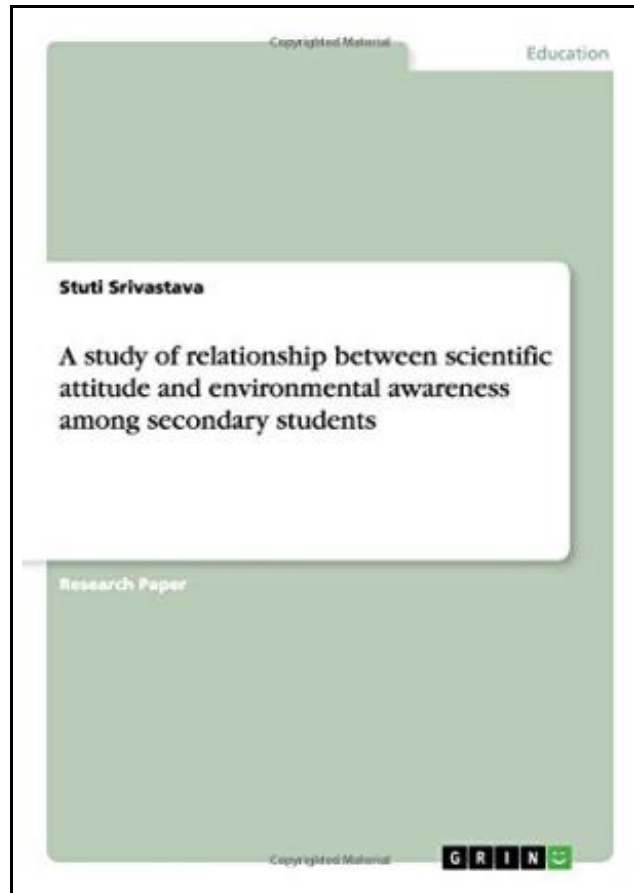 Copyrighted Material
Education
Stuti Srivastava
A study of relationship between scientific
attitude and environmental awareness
among secondary students
Research Paper
Copyrighted Material
GRIN